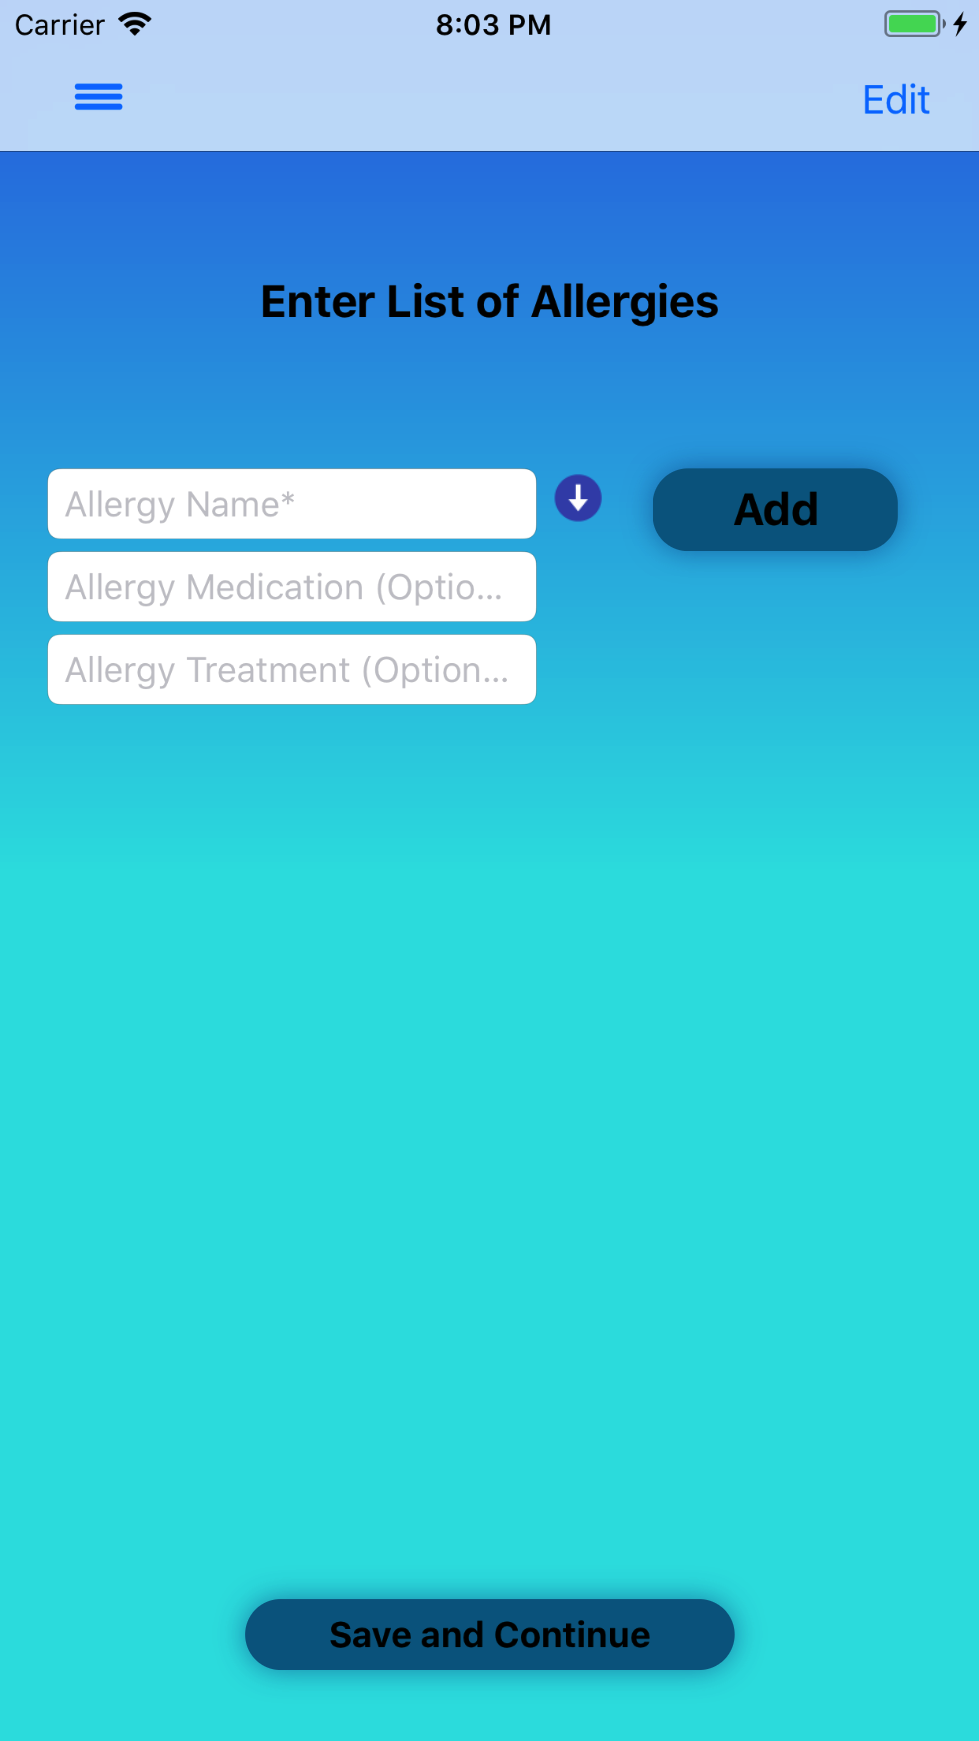 Carrier 8:03 PM
Edit
Enter List of Allergies
Allergy Name*
Add
Allergy Medication (Optio...
Allergy Treatment (Option...
Save and Continue